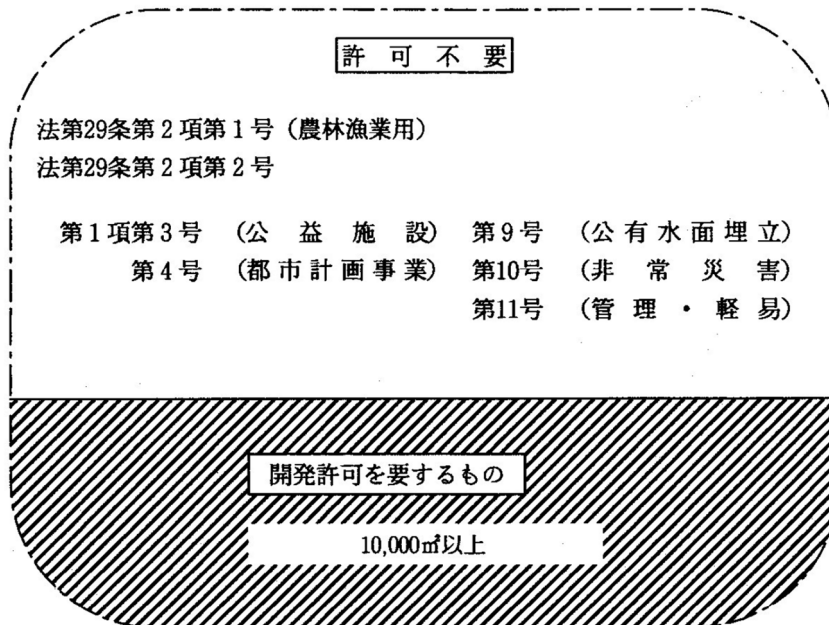 許可不要
法第29条第2項第1号（農林漁業用）
法第29条第2項第2号
第1項第3号（公益施設） 第9号（公有水面埋立）
第4号（都市計画事業） 第10号（非常災害）
第11号（管理・軽易）
開発許可を要するもの
10,000㎡以上